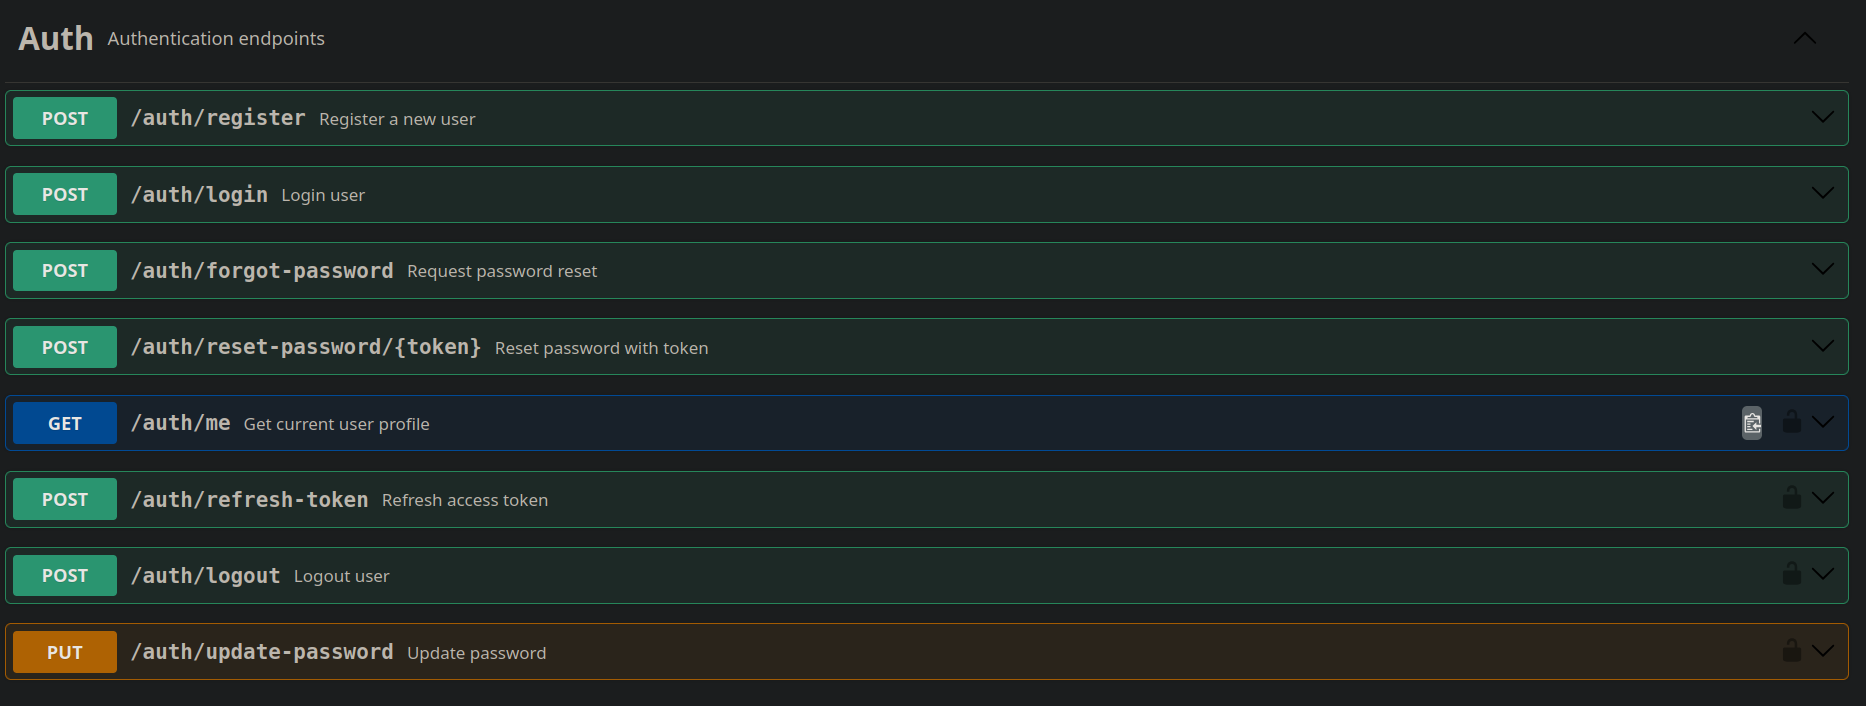 Auth Authentication endpoints
POST /auth/register Register a new user
POST /auth/login Login user
POST /auth/forgot-password Request password reset
POST /auth/reset-password/{token} Reset password with token
GET /auth/me Get current user profile
POST /auth/refresh-token Refresh access token
POST /auth/logout Logout user
PUT /auth/update-password Update password